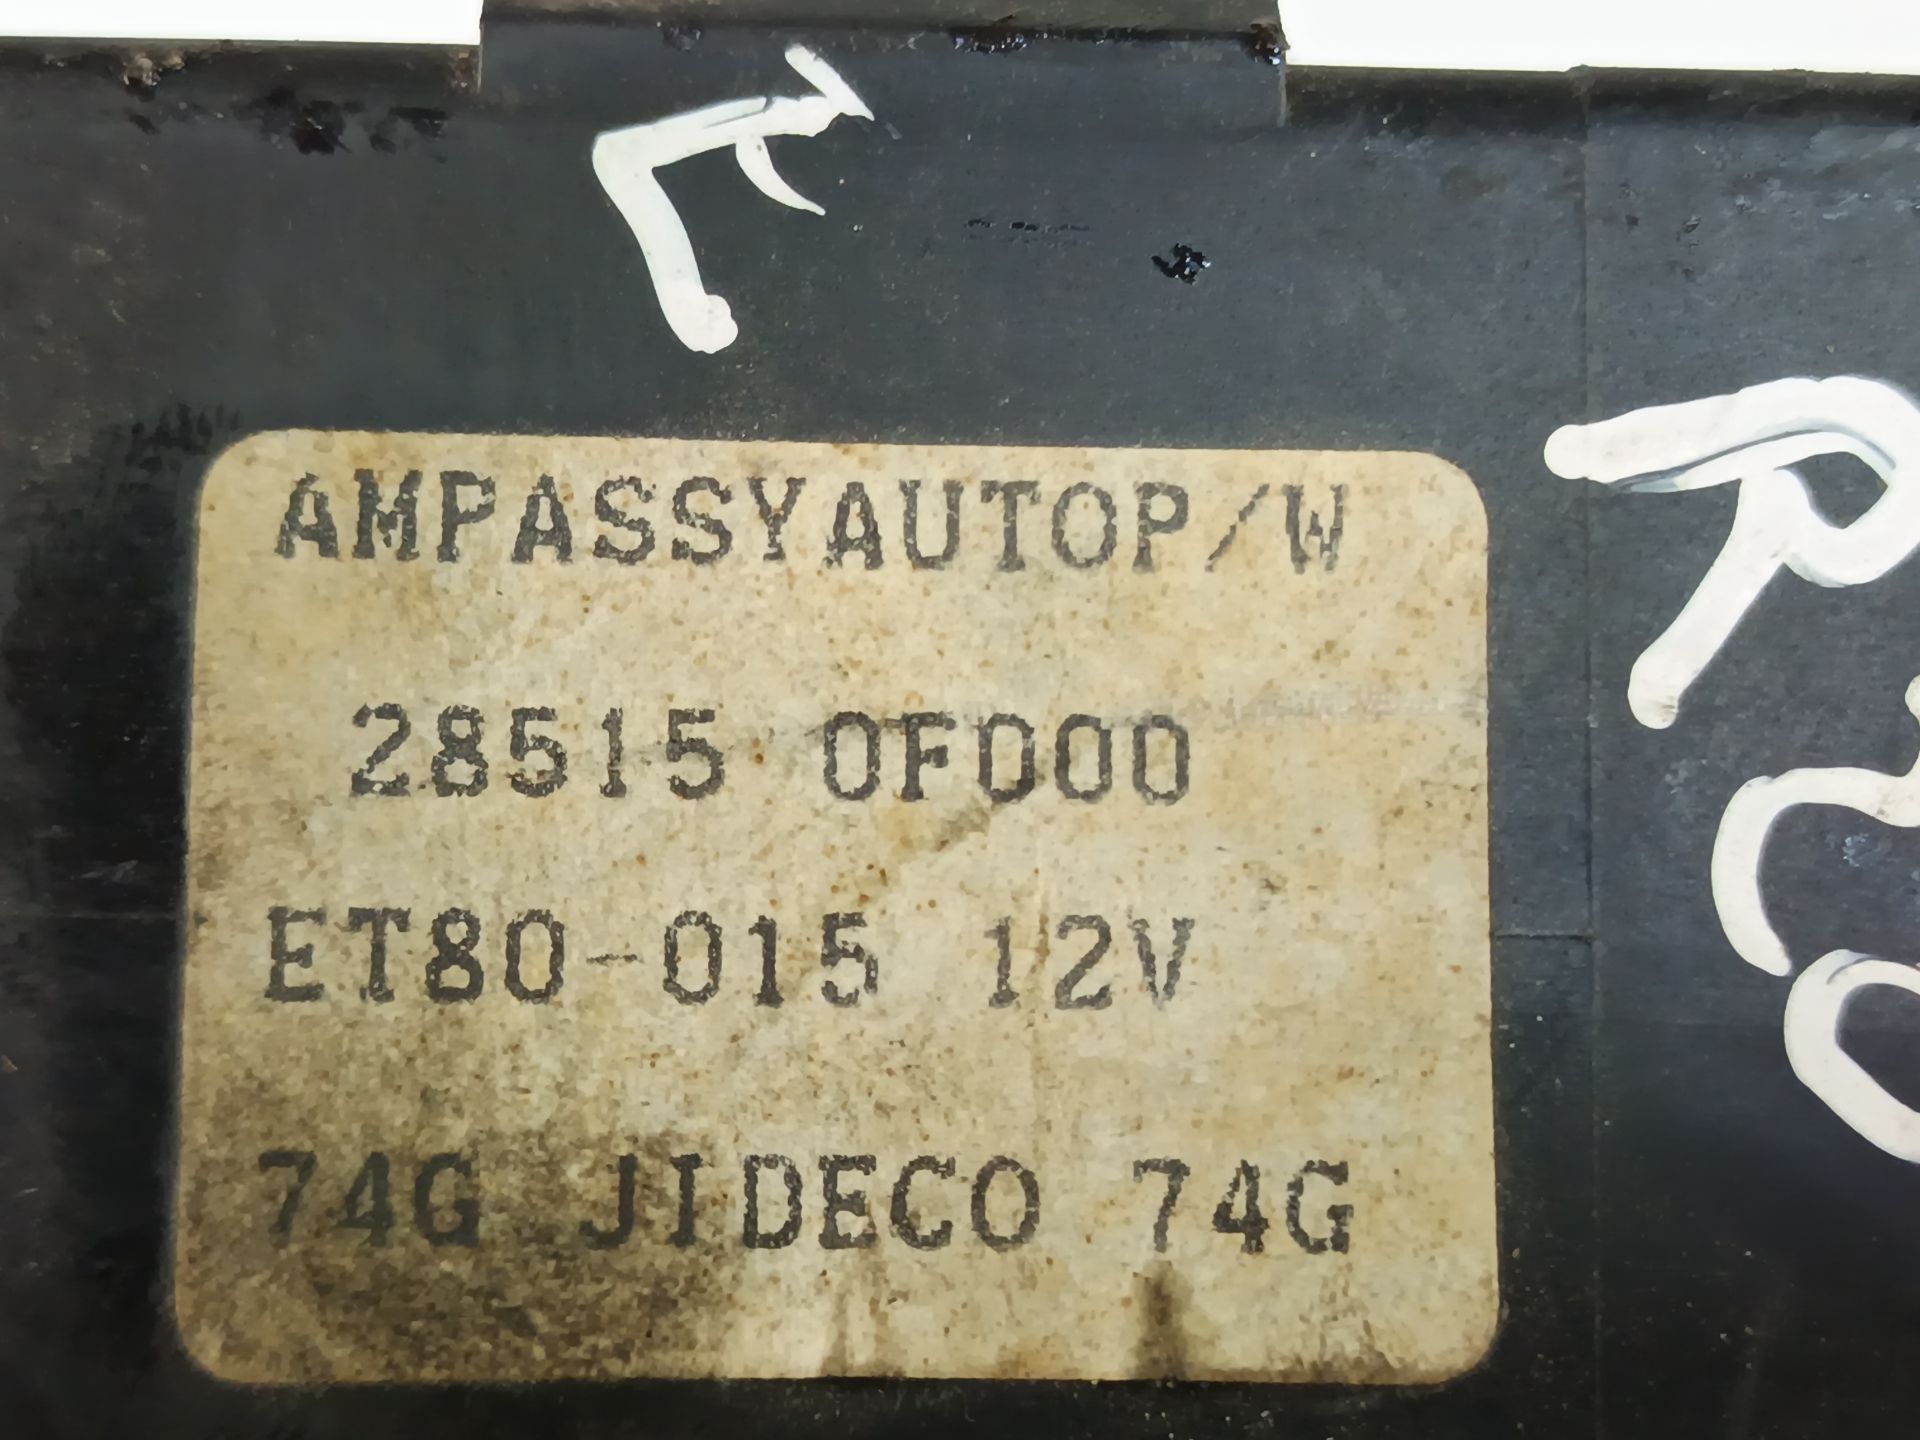 F
R
AMPASSYAUTOP/W
28515 0F000
ET80-015 12V
74G JIDECO 74G